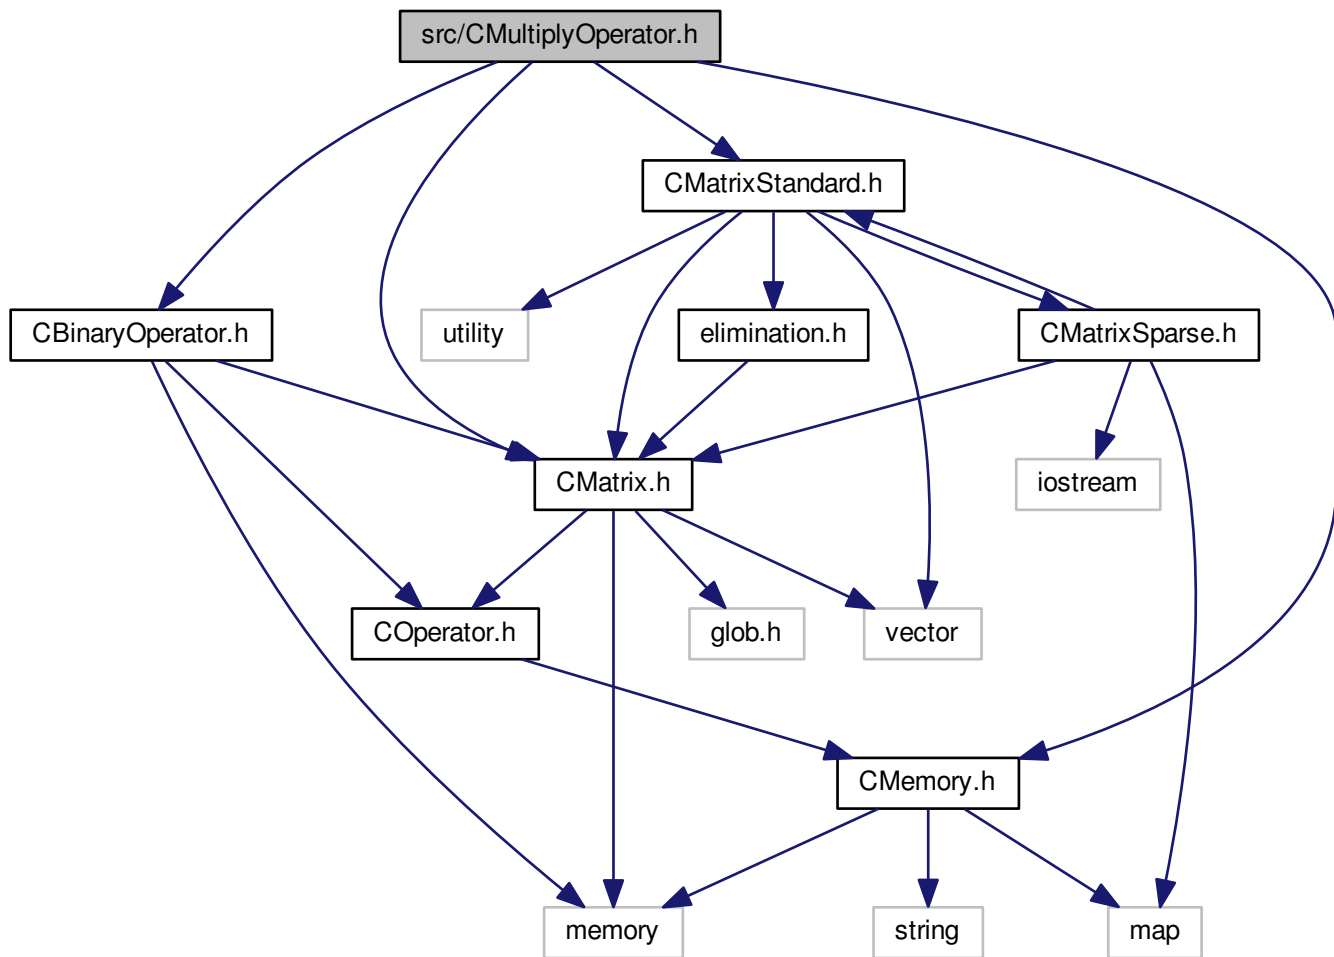 src/CMultiplyOperator.h
CMatrixStandard.h
CBinaryOperator.h
utility
elimination.h
CMatrixSparse.h
CMatrix.h
iostream
COperator.h
glob.h
vector
CMemory.h
memory
string
map